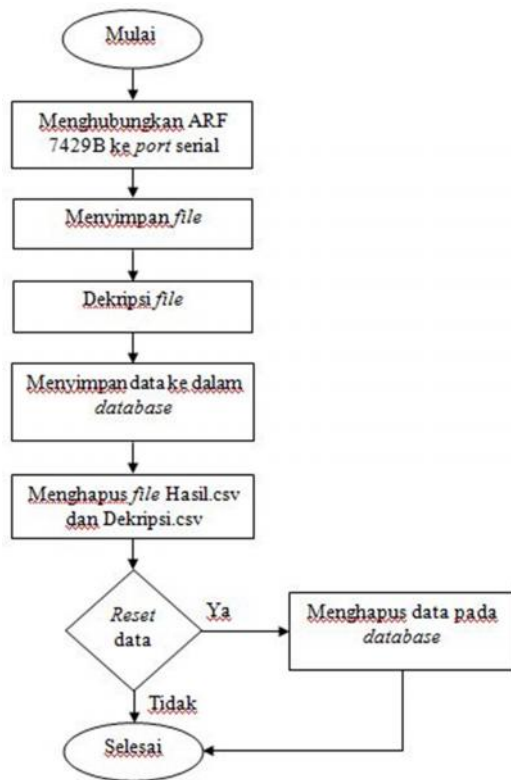 Mulai
Menghubungkan ARF
7429B ke port serial
Menyimpan file
Dekripsi file
Menyimpan data ke dalam
database
Menghapus file Hasil.csv
dan Dekripsi.csv
Reset
data
Ya
Menghapus data pada
database
Tidak
Selesai